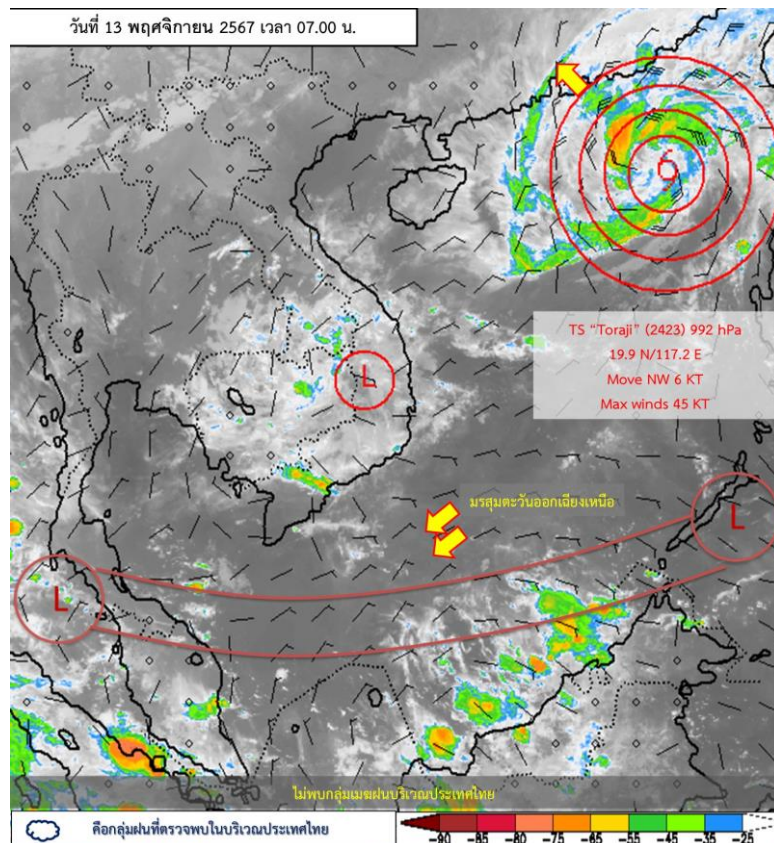 วันที่ 13 พฤศจิกายน 2567 เวลา 07.00 น.
TS “Toraji” (2423) 992 hPa
19.9 N/117.2 E
Move NW 6 KT
Max winds 45 KT
L
มรสุมตะวันออกเฉียงเหนือ
L
L
ไม่พบกลุ่มเมฆฝนบริเวณประเทศไทย
คือกลุ่มฝนที่ตรวจพบในบริเวณประเทศไทย
-90 -85 -80 -75 -65 -55 -45 -35 -25